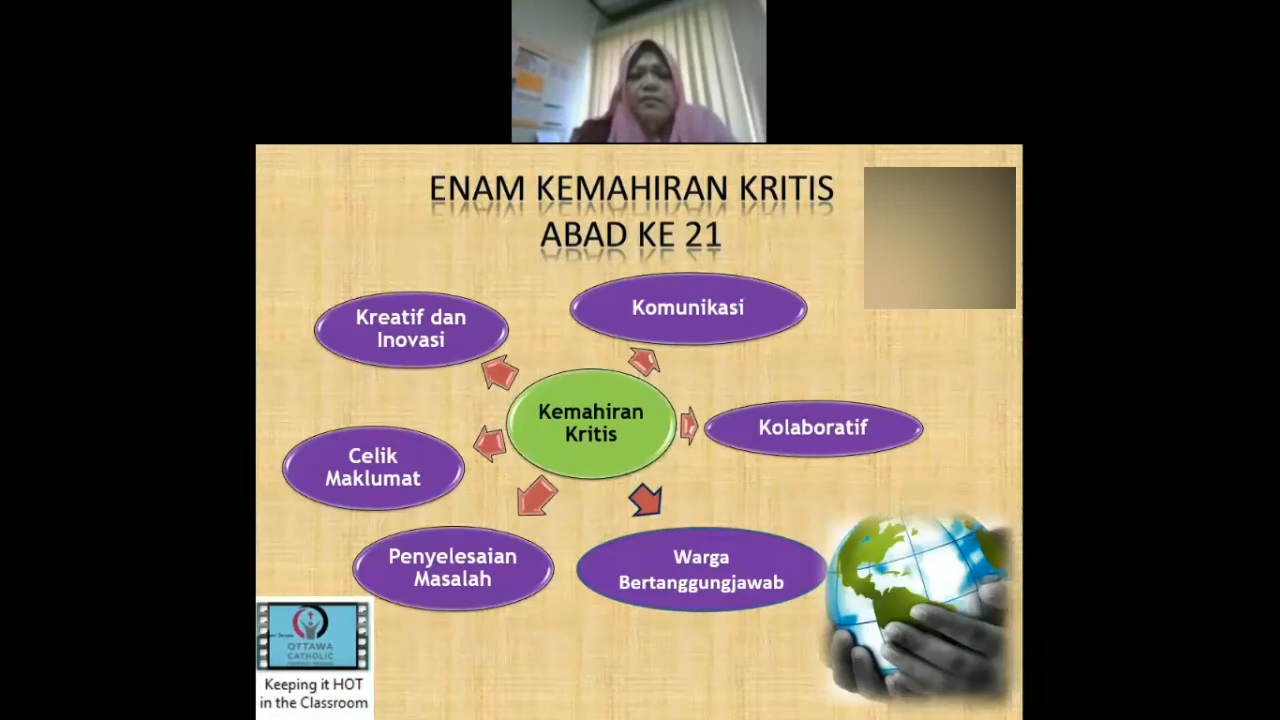 ENAM KEMAHIRAN KRITIS
ABAD KE 21
Kreatif dan
Inovasi
Komunikasi
Kemahiran
Kritis
Kolaboratif
Celik
Maklumat
Penyelesaian
Masalah
Warga
Bertanggungjawab
OTTAWA
CATHOLIC
Keeping it HOT
in the Classroom